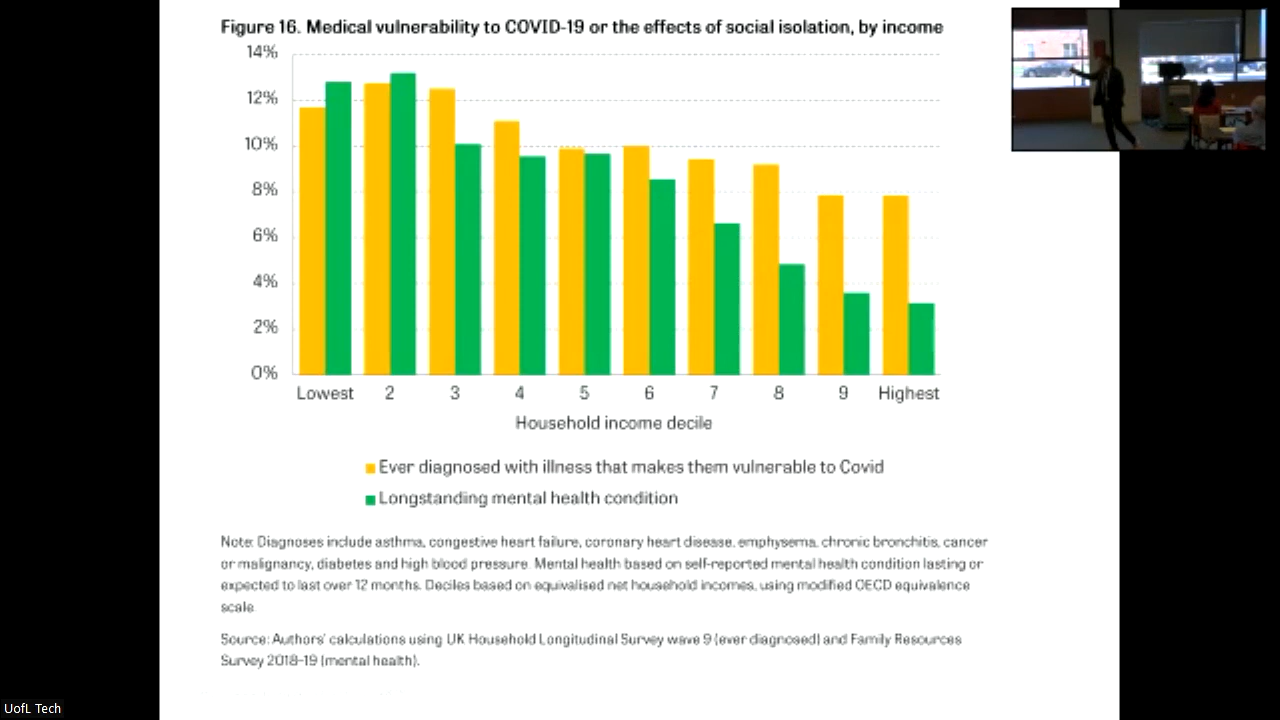 Figure 16. Medical vulnerability to COVID-19 or the effects of social isolation, by income
14%
12%
10%
8%
6%
4%
2%
0%
Lowest 2 3 4 5 6 7 8 9 Highest
Household income decile
Ever diagnosed with illness that makes them vulnerable to Covid
Longstanding mental health condition
Note: Diagnoses include asthma, congestive heart failure, coronary heart disease, emphysema, chronic bronchitis, cancer
or malignancy, diabetes and high blood pressure. Mental health based on self-reported mental health condition lasting or
expected to last over 12 months. Deciles based on equivalised net household incomes, using modified OECD equivalence
scale.
Source: Authors' calculations using UK Household Longitudinal Survey wave 9 (ever diagnosed) and Family Resources
Survey 2018–19 (mental health).
UofL Tech